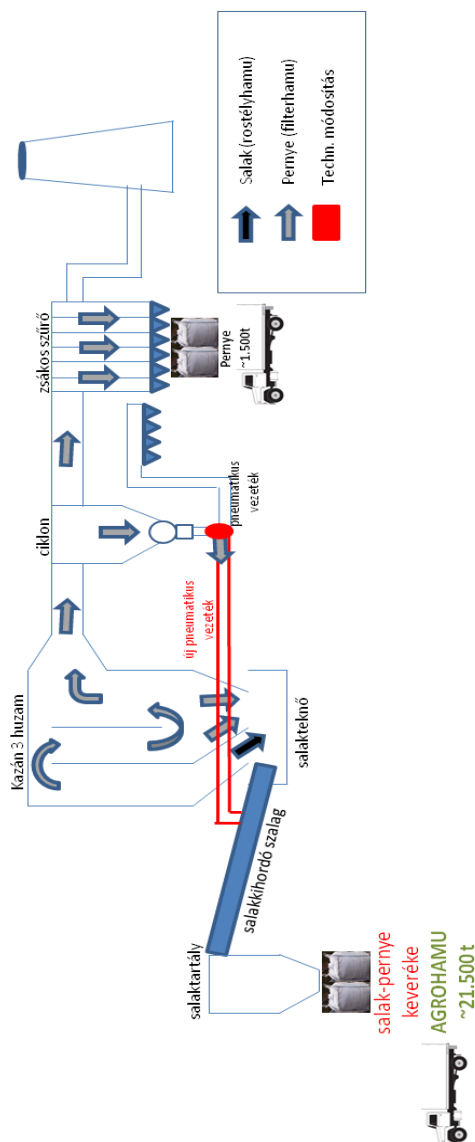 Kazán 3 huzam
ciklon
zsákos szűrő
Pernye
~1.500t
pneumatikus
vezeték
új pneumatikus
vezeték
salakteknő
salakkihordó szalag
salaktartály
salak-pernye
keveréke
AGROHAMU
~21.500 t
Salak (rostélyhamu)
Pernye (filterhamu)
Techn. módosítás